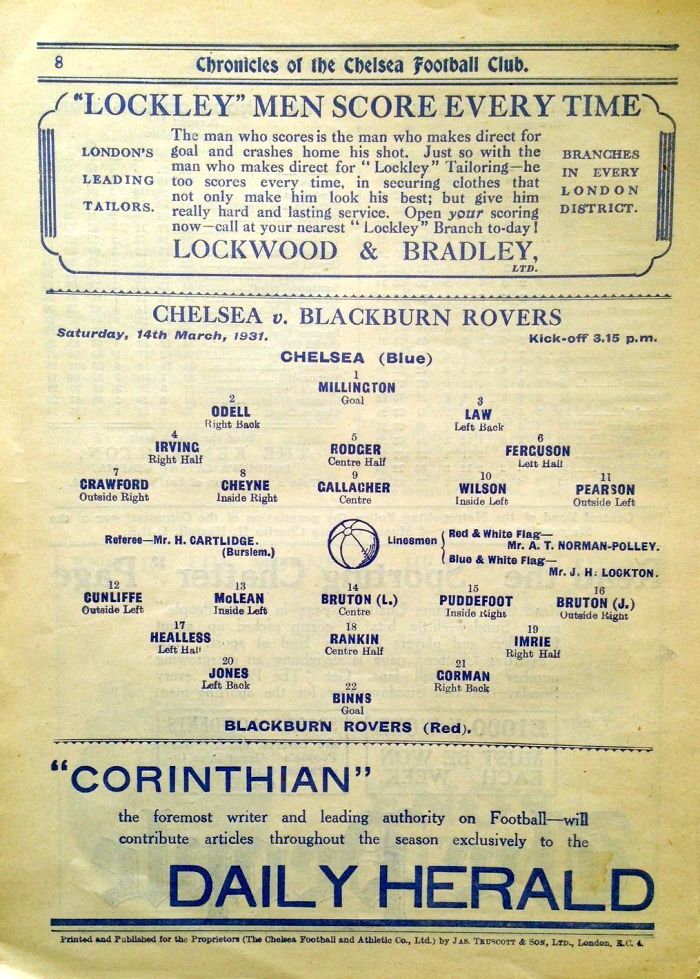 8
Chronicles of the Chelsea Football Club.
"LOCKLEY" MEN SCORE EVERY TIME
LONDON'S
LEADING
TAILORS.
The man who scores is the man who makes direct for
goal and crashes home his shot. Just so with the
man who makes direct for "Lockley" Tailoring—he
too scores every time, in securing clothes that
not only make him look his best; but give him
really hard and lasting service. Open your scoring
now—call at your nearest "Lockley" Branch to-day!
BRANCHES
IN EVERY
LONDON
DISTRICT.
LOCKWOOD & BRADLEY,
LTD.
CHELSEA v. BLACKBURN ROVERS
Saturday, 14th March, 1931. Kick-off 3.15 p.m.
CHELSEA (Blue)
1
MILLINGTON
Goal
2 3
ODELL LAW
Right Back Left Back
4 5 6
IRVING RODGER FERGUSON
Right Half Centre Half Left Half
7 8 9 10 11
CRAWFORD CHEYNE GALLACHER WILSON PEARSON
Outside Right Inside Right Centre Inside Left Outside Left
Referee—Mr. H. CARTLIDGE.
(Burslem.)
Linesmen
Red & White Flag—
Mr. A. T. NORMAN-POLLEY.
Blue & White Flag—
Mr. J. H. LOCKTON.
12 13 14 15 16
CUNLIFFE McLEAN BRUTON (L.) PUDDEFOOT BRUTON (J.)
Outside Left Inside Left Centre Inside Right Outside Right
17 18 19
HEALLESS RANKIN IMRIE
Left Half Centre Half Right Half
20 21
JONES GORMAN
Left Back Right Back
22
BINNS
Goal
BLACKBURN ROVERS (Red).
"CORINTHIAN"
the foremost writer and leading authority on Football—will
contribute articles throughout the season exclusively to the
DAILY HERALD
Printed and Published for the Proprietors (The Chelsea Football and Athletic Co., Ltd.) by JAS. TRUSCOTT & SON, LTD., London, E.C. 4.